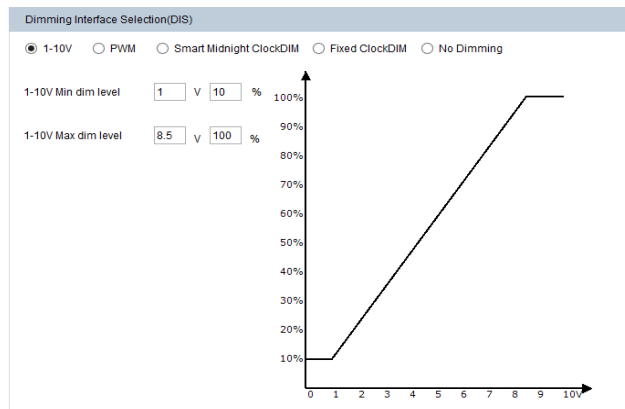 Dimming Interface Selection(DIS)
1-10V PWM Smart Midnight ClockDIM Fixed ClockDIM No Dimming
1-10V Min dim level 1 V 10 %
1-10V Max dim level 8.5 V 100 %
100%
90%
80%
70%
60%
50%
40%
30%
20%
10%
0 1 2 3 4 5 6 7 8 9 10V